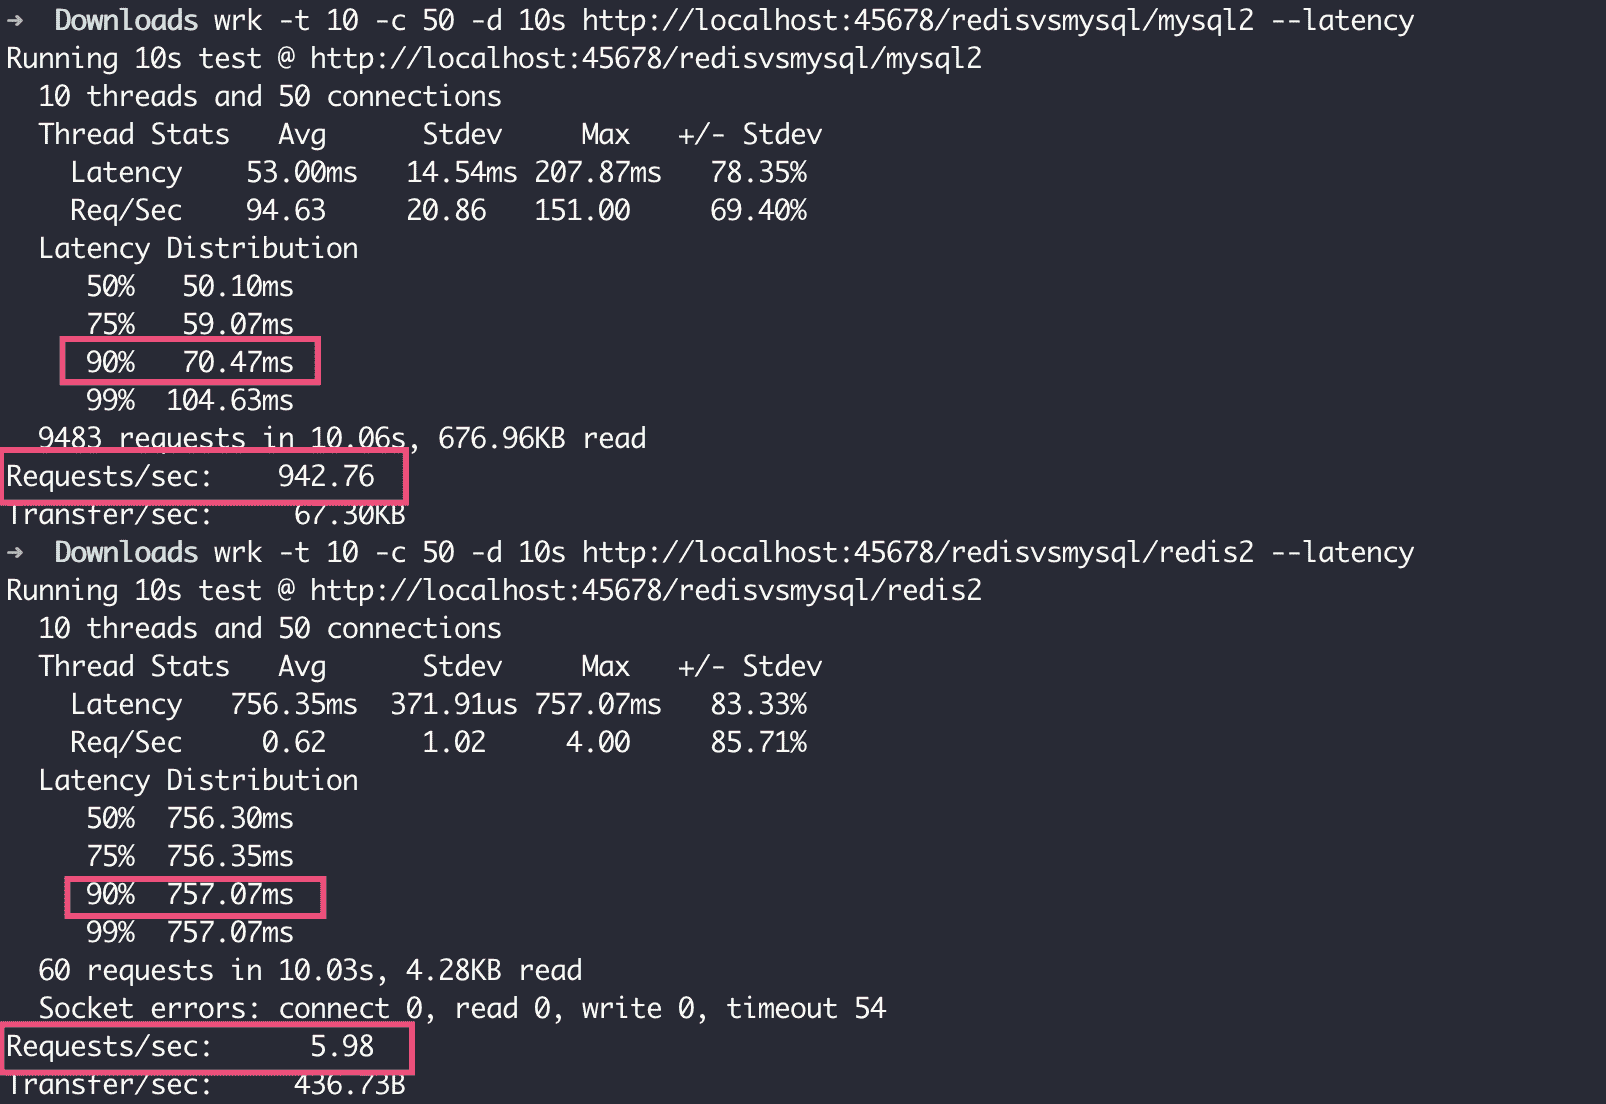 ➜  Downloads wrk -t 10 -c 50 -d 10s http://localhost:45678/redisvsmysql/mysql2 --latency
Running 10s test @ http://localhost:45678/redisvsmysql/mysql2
  10 threads and 50 connections
  Thread Stats   Avg      Stdev     Max   +/- Stdev
    Latency    53.00ms   14.54ms 207.87ms   78.35%
    Req/Sec    94.63     20.86   151.00     69.40%
  Latency Distribution
     50%   50.10ms
     75%   59.07ms
     90%   70.47ms
     99%  104.63ms
  9483 requests in 10.06s, 676.96KB read
Requests/sec:    942.76
Transfer/sec:     67.30KB
➜  Downloads wrk -t 10 -c 50 -d 10s http://localhost:45678/redisvsmysql/redis2 --latency
Running 10s test @ http://localhost:45678/redisvsmysql/redis2
  10 threads and 50 connections
  Thread Stats   Avg      Stdev     Max   +/- Stdev
    Latency   756.35ms  371.91us 757.07ms   83.33%
    Req/Sec     0.62      1.02     4.00     85.71%
  Latency Distribution
     50%  756.30ms
     75%  756.35ms
     90%  757.07ms
     99%  757.07ms
  60 requests in 10.03s, 4.28KB read
  Socket errors: connect 0, read 0, write 0, timeout 54
Requests/sec:      5.98
Transfer/sec:     436.73B